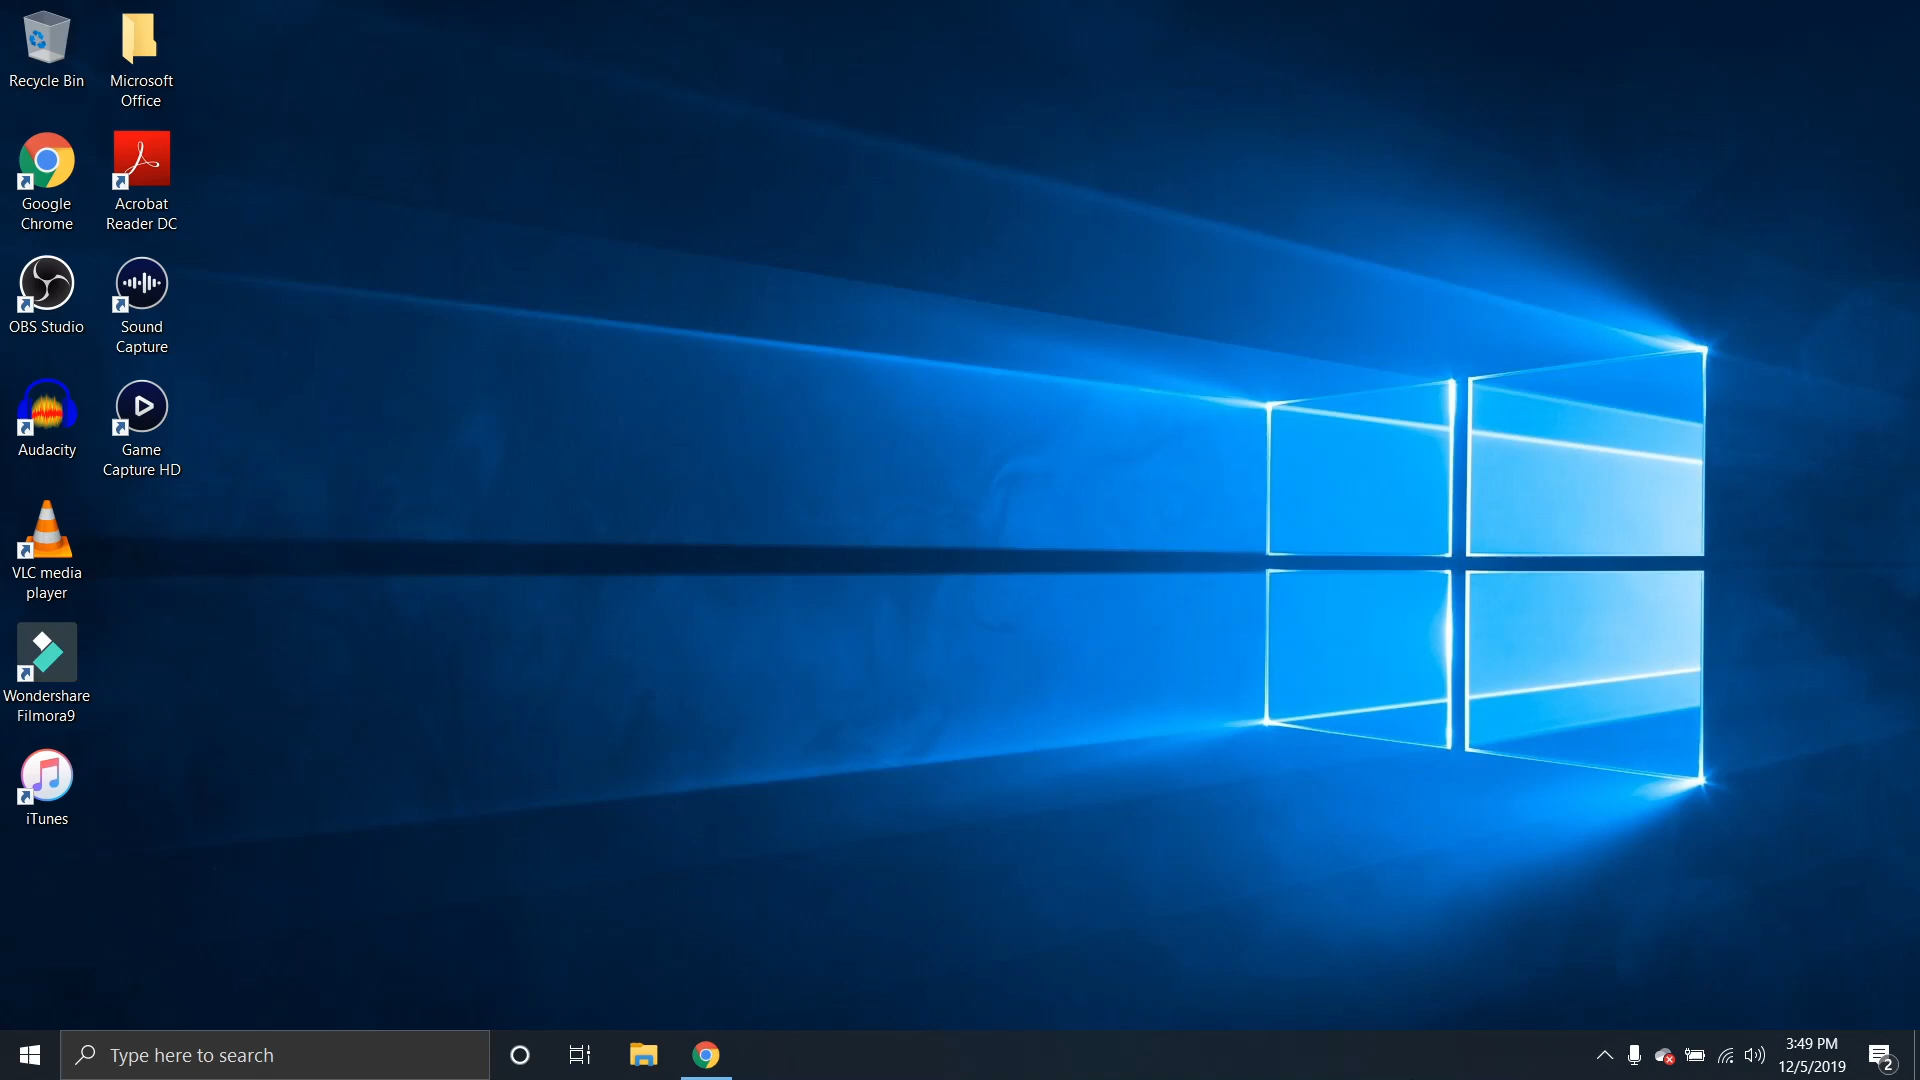 Recycle Bin
Microsoft
Office
Google
Chrome
Acrobat
Reader DC
OBS Studio
Sound
Capture
Audacity
Game
Capture HD
VLC media
player
Wondershare
Filmora9
iTunes
Type here to search
3:49 PM
12/5/2019
2